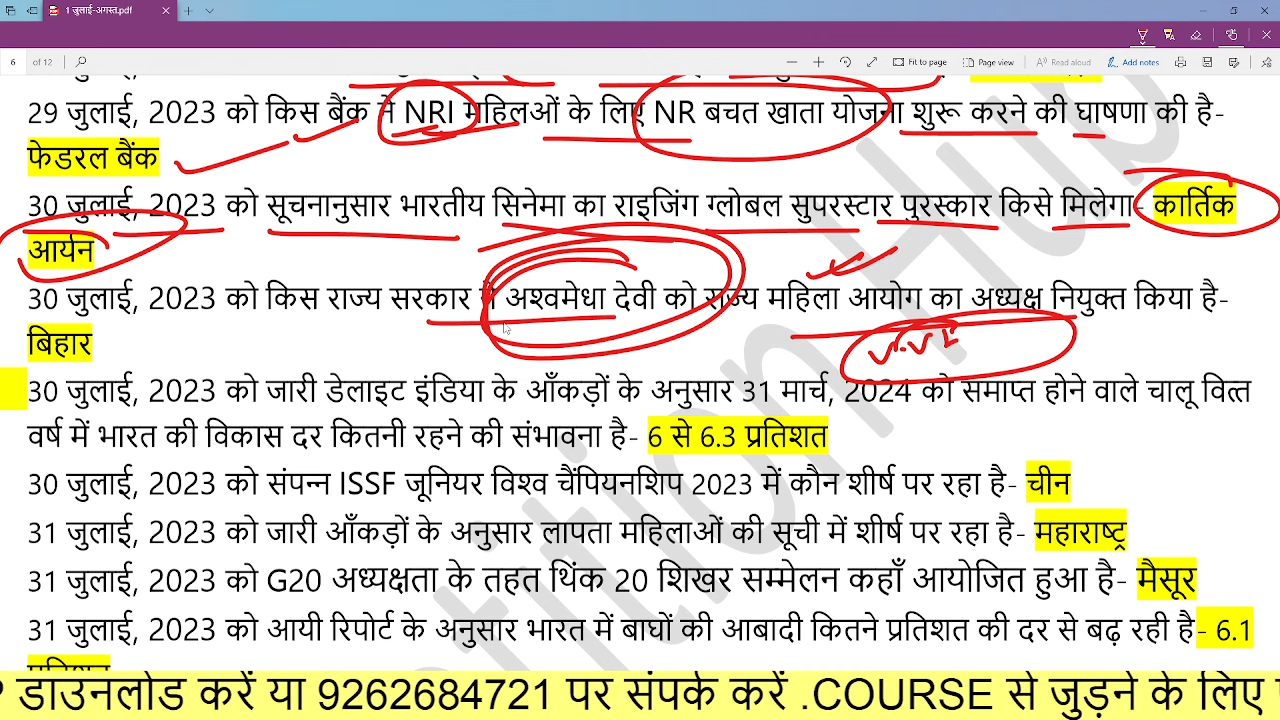 1 जुलाई-अगस्त.pdf
6 of 12
Fit to page
Page view
Read aloud
Add notes
29 जुलाई, 2023 को किस बैंक ने NRI महिलओं के लिए NR बचत खाता योजना शुरू करने की घाषणा की है-
फेडरल बैंक
30 जुलाई, 2023 को सूचनानुसार भारतीय सिनेमा का राइजिंग ग्लोबल सुपरस्टार पुरस्कार किसे मिलेगा- कार्तिक
आर्यन
30 जुलाई, 2023 को किस राज्य सरकार ने अश्वमेधा देवी को राज्य महिला आयोग का अध्यक्ष नियुक्त किया है-
बिहार
30 जुलाई, 2023 को जारी डेलाइट इंडिया के आँकड़ों के अनुसार 31 मार्च, 2024 को समाप्त होने वाले चालू वित्त
वर्ष में भारत की विकास दर कितनी रहने की संभावना है- 6 से 6.3 प्रतिशत
30 जुलाई, 2023 को संपन्न ISSF जूनियर विश्व चैंपियनशिप 2023 में कौन शीर्ष पर रहा है- चीन
31 जुलाई, 2023 को जारी आँकड़ों के अनुसार लापता महिलाओं की सूची में शीर्ष पर रहा है- महाराष्ट्र
31 जुलाई, 2023 को G20 अध्यक्षता के तहत थिंक 20 शिखर सम्मेलन कहाँ आयोजित हुआ है- मैसूर
31 जुलाई, 2023 को आयी रिपोर्ट के अनुसार भारत में बाघों की आबादी कितने प्रतिशत की दर से बढ़ रही है- 6.1
प्रतिशत
P डाउनलोड करें या 9262684721 पर संपर्क करें .COURSE से जुड़ने के लिए